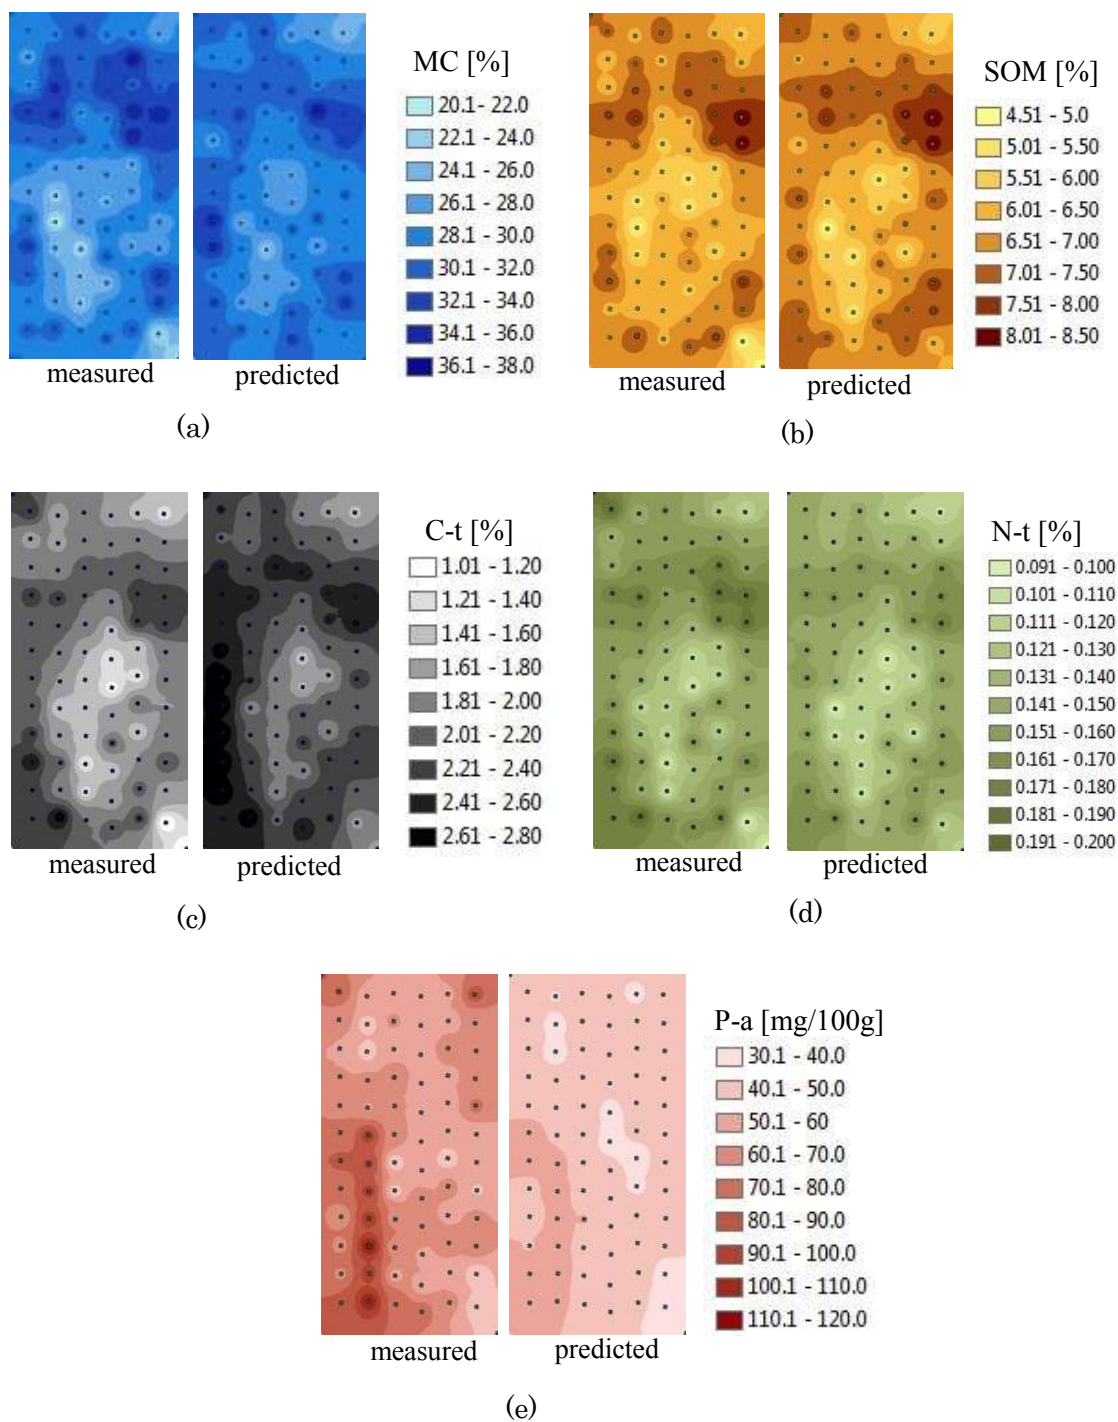 MC [%]
20.1 - 22.0
22.1 - 24.0
24.1 - 26.0
26.1 - 28.0
28.1 - 30.0
30.1 - 32.0
32.1 - 34.0
34.1 - 36.0
36.1 - 38.0
measured predicted
(a)
SOM [%]
4.51 - 5.0
5.01 - 5.50
5.51 - 6.00
6.01 - 6.50
6.51 - 7.00
7.01 - 7.50
7.51 - 8.00
8.01 - 8.50
measured predicted
(b)
C-t [%]
1.01 - 1.20
1.21 - 1.40
1.41 - 1.60
1.61 - 1.80
1.81 - 2.00
2.01 - 2.20
2.21 - 2.40
2.41 - 2.60
2.61 - 2.80
measured predicted
(c)
N-t [%]
0.091 - 0.100
0.101 - 0.110
0.111 - 0.120
0.121 - 0.130
0.131 - 0.140
0.141 - 0.150
0.151 - 0.160
0.161 - 0.170
0.171 - 0.180
0.181 - 0.190
0.191 - 0.200
measured predicted
(d)
P-a [mg/100g]
30.1 - 40.0
40.1 - 50.0
50.1 - 60
60.1 - 70.0
70.1 - 80.0
80.1 - 90.0
90.1 - 100.0
100.1 - 110.0
110.1 - 120.0
measured predicted
(e)